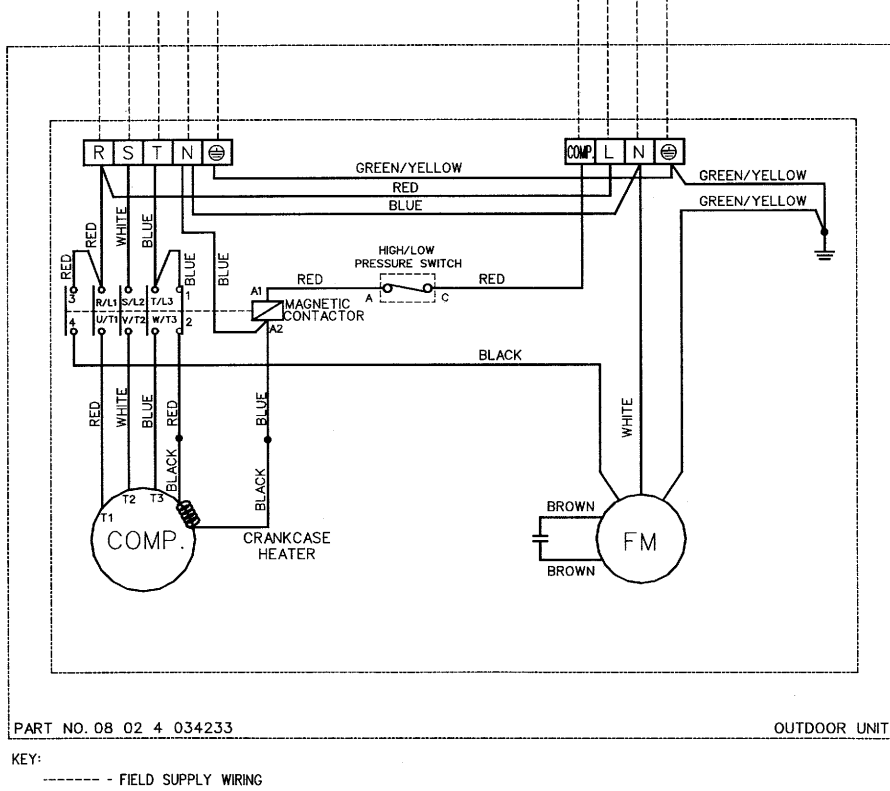 R S T N
COMP. L N
GREEN/YELLOW
RED
BLUE
GREEN/YELLOW
GREEN/YELLOW
RED
RED
WHITE
BLUE
BLUE
BLUE
HIGH/LOW
PRESSURE SWITCH
RED
RED
A1
A
C
3
R/L1
S/L2
T/L3
1
MAGNETIC
CONTACTOR
4
U/T1
V/T2
W/T3
2
A2
BLACK
RED
WHITE
BLUE
RED
BLUE
WHITE
BLACK
BLACK
T1
T2
T3
COMP.
CRANKCASE
HEATER
BROWN
FM
BROWN
PART NO. 08 02 4 034233
OUTDOOR UNIT
KEY:
------- - FIELD SUPPLY WIRING